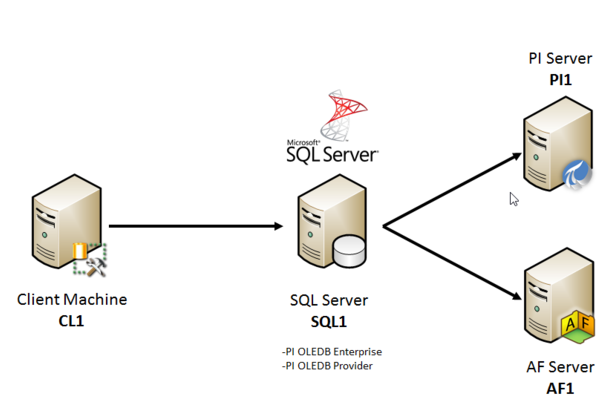 PI Server
PI1
Microsoft®
SQL Server®
Client Machine
CL1
SQL Server
SQL1
-PI OLEDB Enterprise
-PI OLEDB Provider
A F
AF Server
AF1